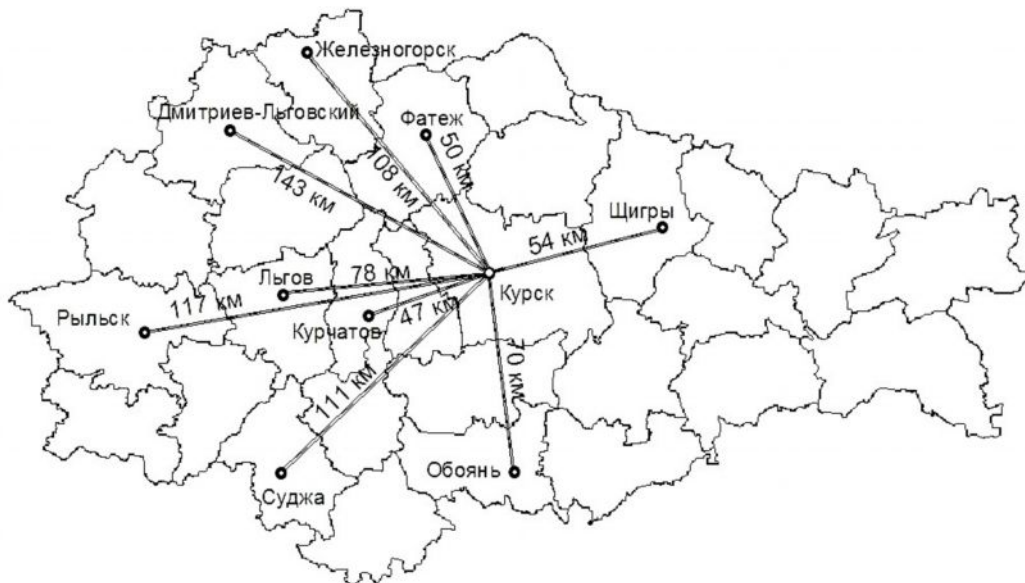 Железногорск
Дмитриев-Льговский
Фатеж
50 км
108 км
143 км
Щигры
54 км
Льгов
78 км
Курск
117 км
Рыльск
Курчатов
47 км
70 км
111 км
Обоянь
Суджа